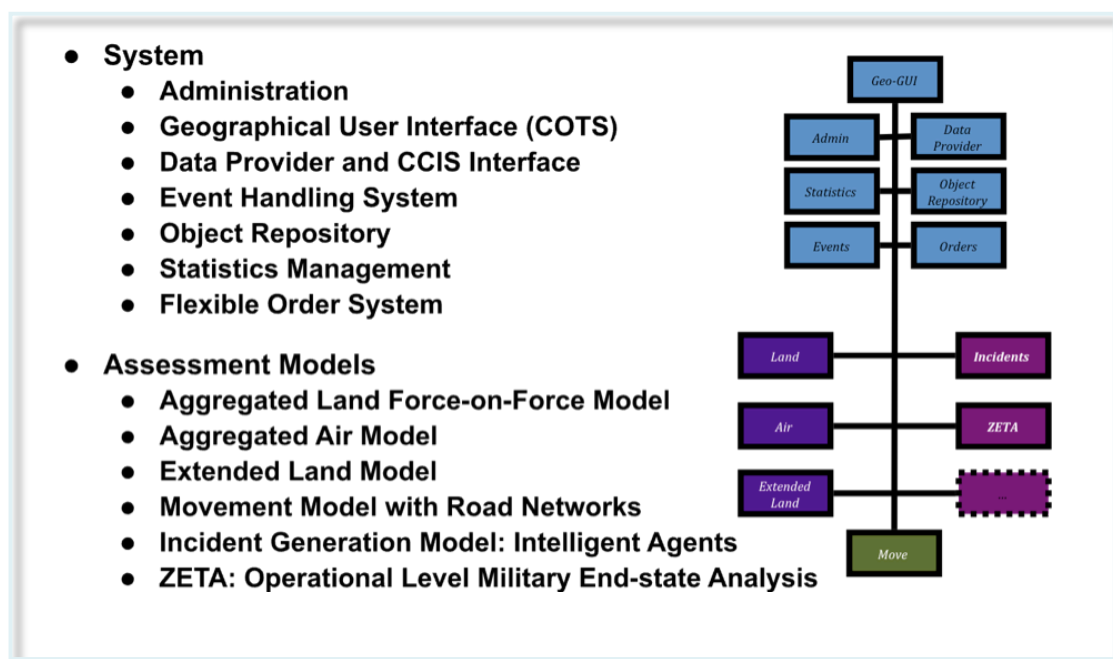 ● System
● Administration
● Geographical User Interface (COTS)
● Data Provider and CCIS Interface
● Event Handling System
● Object Repository
● Statistics Management
● Flexible Order System
● Assessment Models
● Aggregated Land Force-on-Force Model
● Aggregated Air Model
● Extended Land Model
● Movement Model with Road Networks
● Incident Generation Model: Intelligent Agents
● ZETA: Operational Level Military End-state Analysis
Geo-GUI
Admin
Data
Provider
Statistics
Object
Repository
Events
Orders
Land
Incidents
Air
ZETA
Extended
Land
...
Move